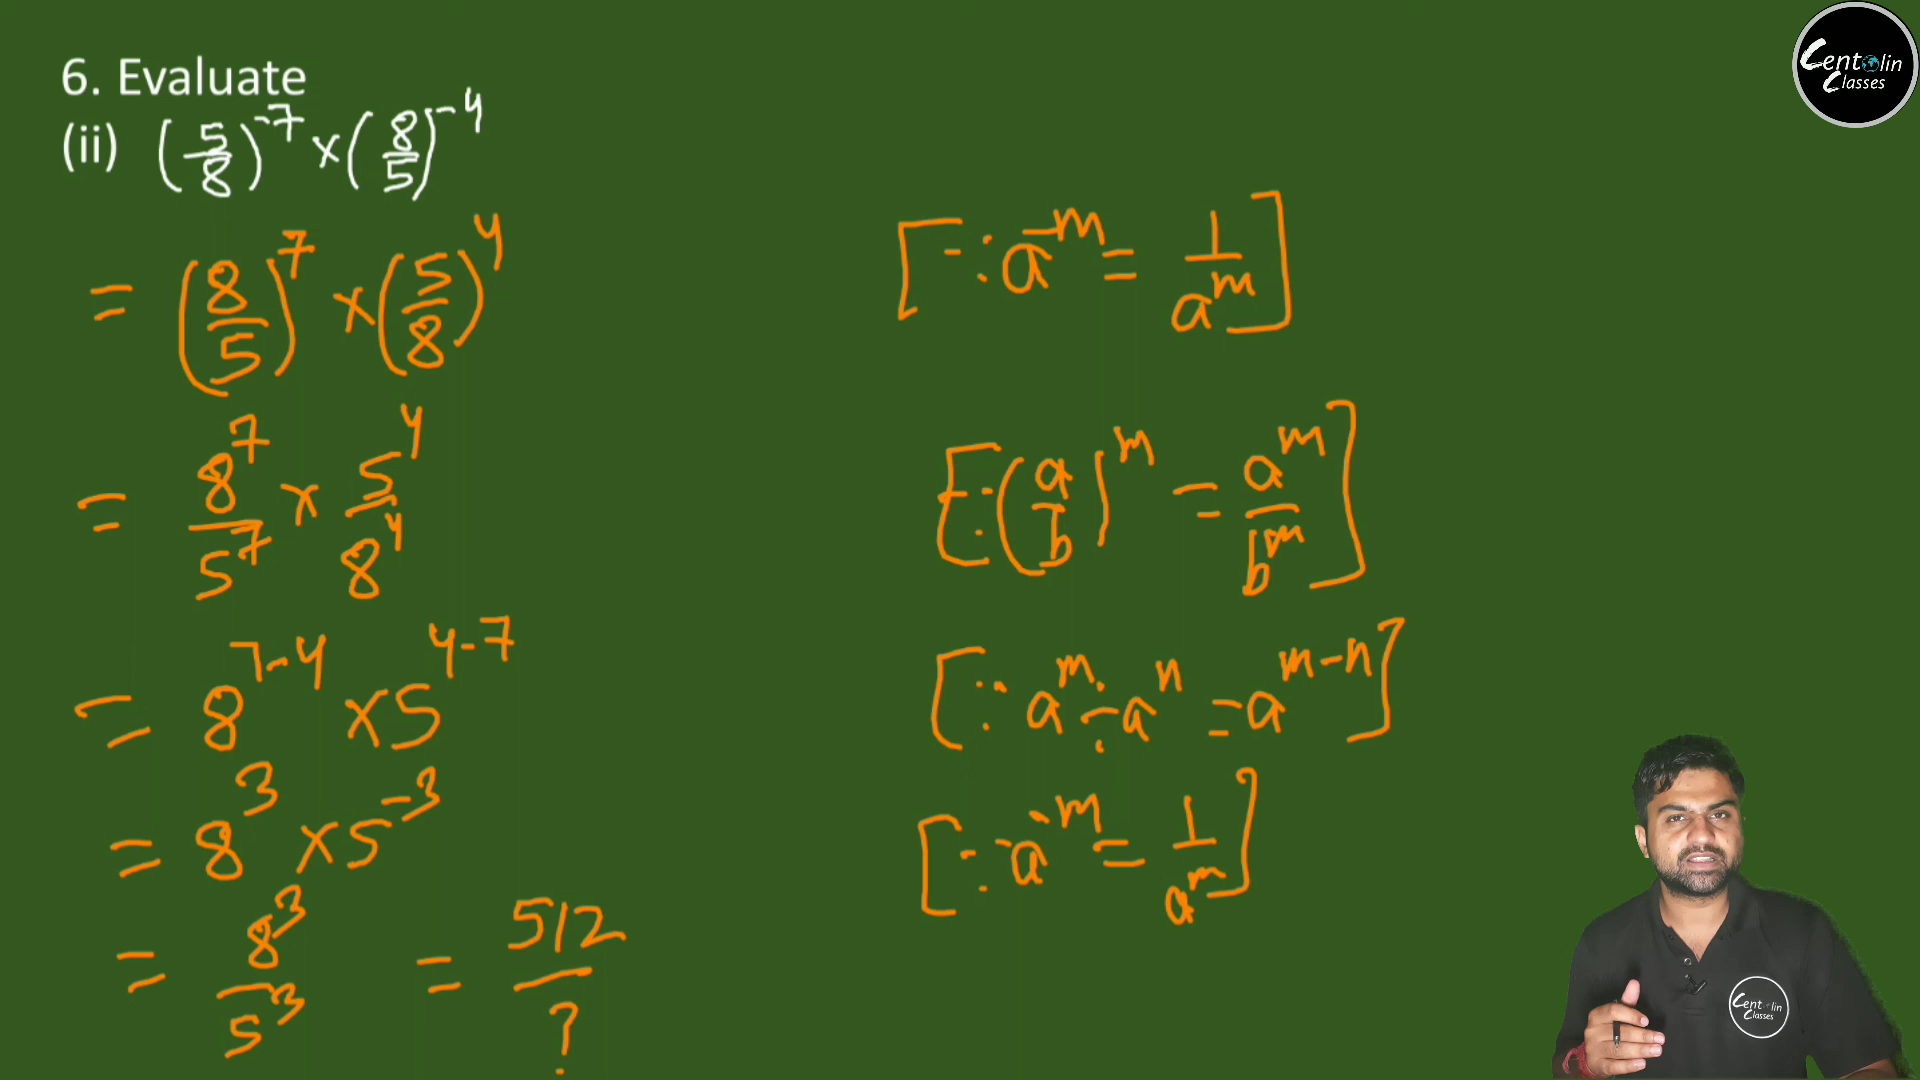 Centolin
Classes
6. Evaluate
(ii) (5/8)^-7 × (8/5)^-4
= (8/5)^7 × (5/8)^4 [∵ a^-m = 1/a^m]
= 8^7/5^7 × 5^4/8^4 [∵ (a/b)^m = a^m/b^m]
= 8^7-4 × 5^4-7 [∵ a^m ÷ a^n = a^m-n]
= 8^3 × 5^-3 [∵ a^-m = 1/a^m]
= 8^3/5^3 = 512/?
Centolin
Classes